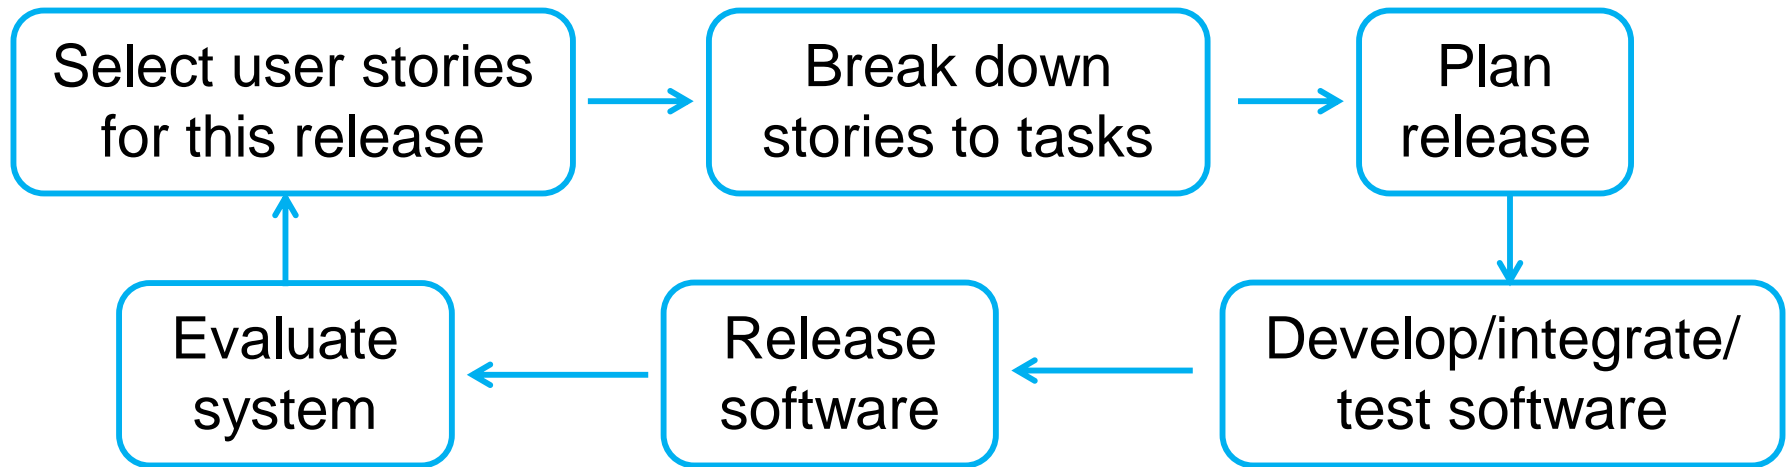 Select user stories
for this release
Break down
stories to tasks
Plan
release
Develop/integrate/
test software
Release
software
Evaluate
system